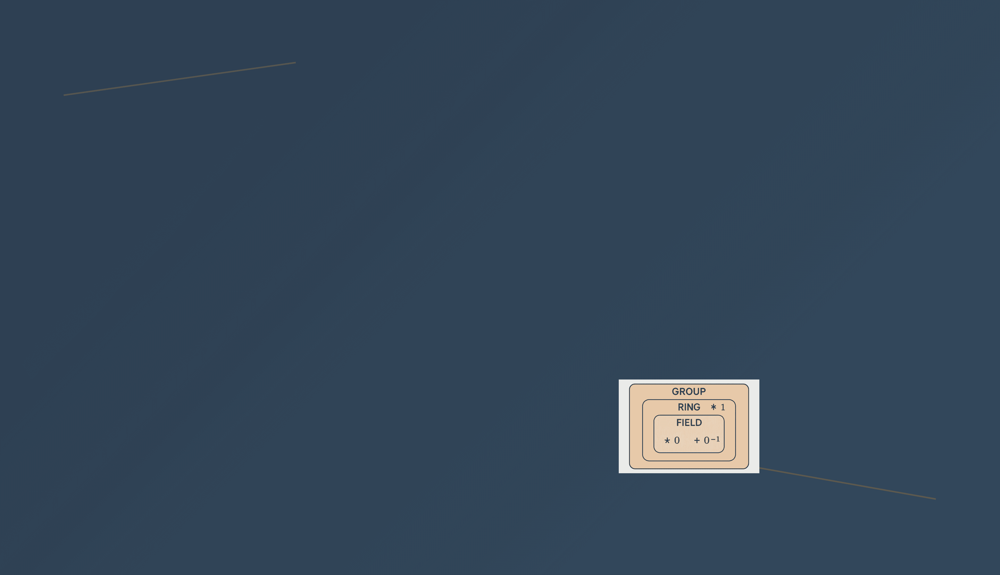 GROUP
RING * 1
FIELD
⋆ 0 + 0⁻¹